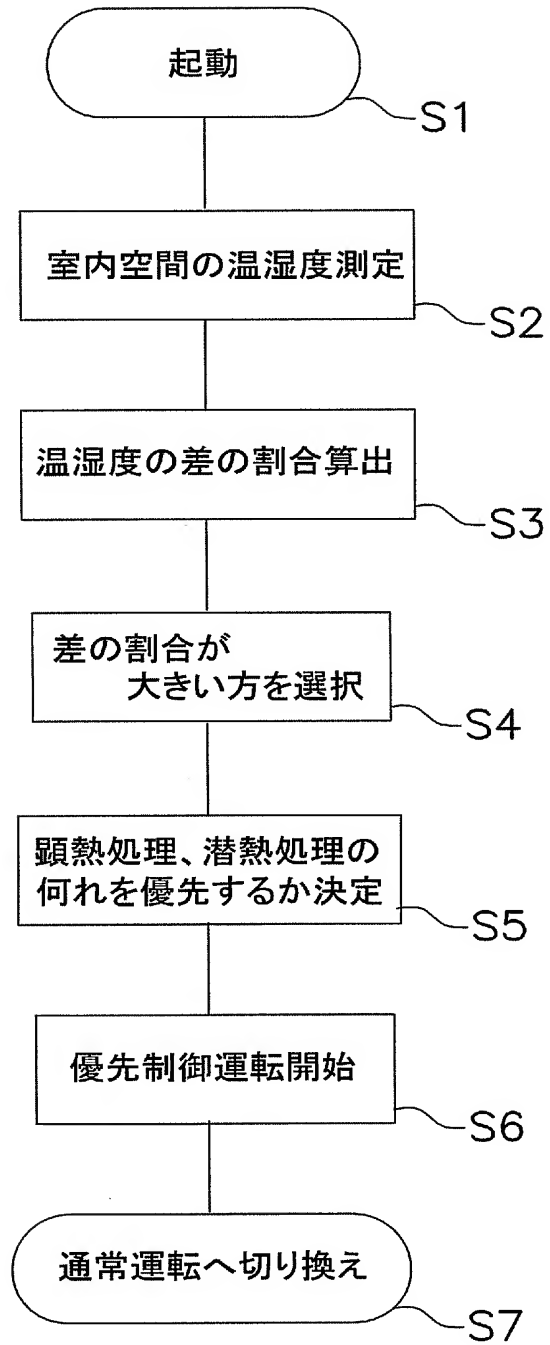 起動
S1
室内空間の温湿度測定
S2
温湿度の差の割合算出
S3
差の割合が
大きい方を選択
S4
顕熱処理、潜熱処理の
何れを優先するか決定
S5
優先制御運転開始
S6
通常運転へ切り換え
S7